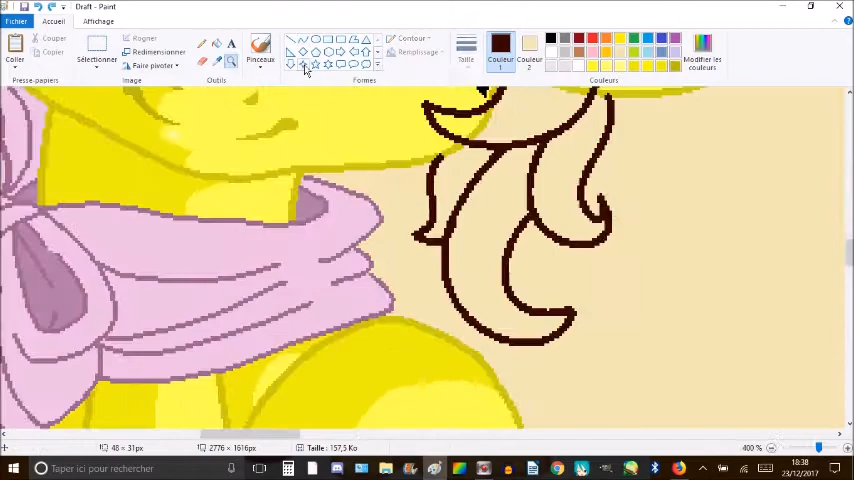 Draft - Paint
Fichier Accueil Affichage
Coller
Couper
Copier
Presse-papiers
Sélectionner
Rogner
Redimensionner
Faire pivoter
Image
A
Outils
Pinceaux
Contour
Remplissage
Formes
Taille
Couleur 1
Couleur 2
Modifier les couleurs
Couleurs
48 × 31px
2776 × 1616px
Taille : 157,5 Ko
400 %
Taper ici pour rechercher
18:38
23/12/2017